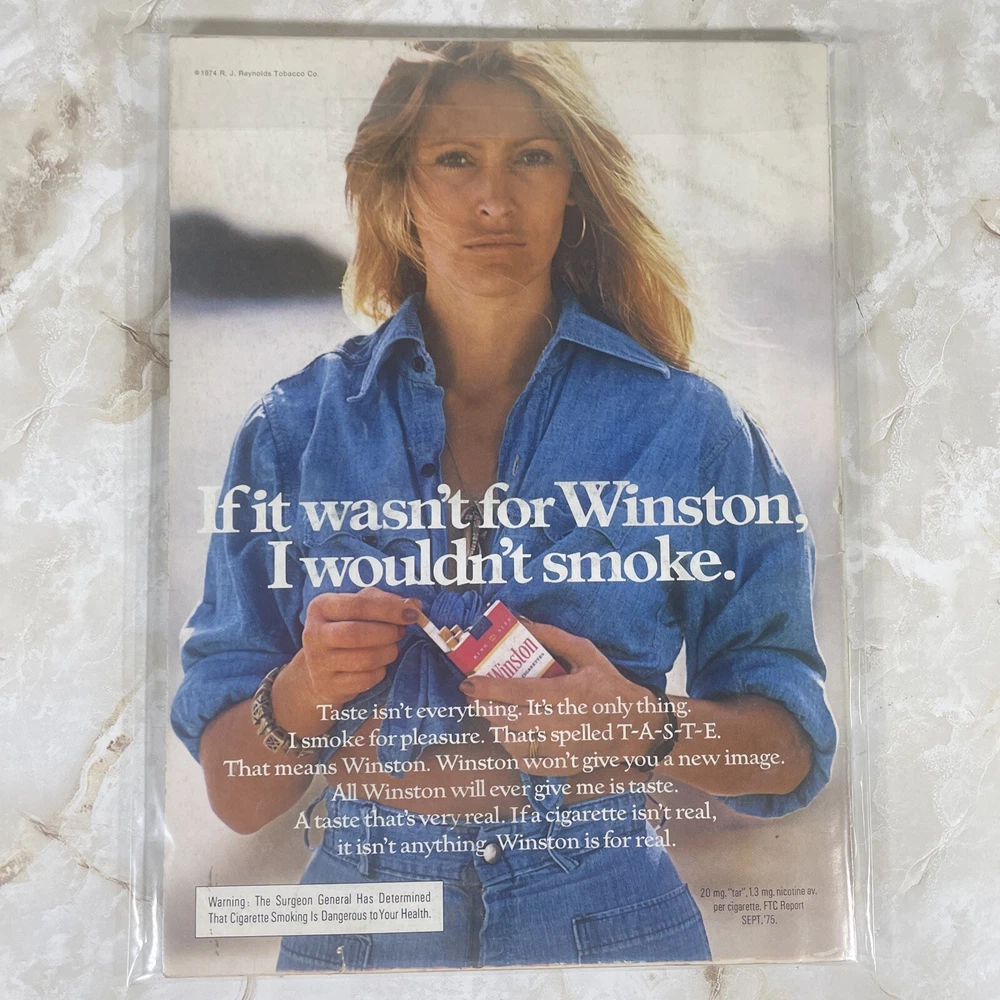 ©1974 R. J. Reynolds Tobacco Co.
If it wasn't for Winston,
I wouldn't smoke.
KING SIZE
Winston
CIGARETTES
Taste isn't everything. It's the only thing.
I smoke for pleasure. That's spelled T-A-S-T-E.
That means Winston. Winston won't give you a new image.
All Winston will ever give me is taste.
A taste that's very real. If a cigarette isn't real,
it isn't anything. Winston is for real.
Warning: The Surgeon General Has Determined
That Cigarette Smoking Is Dangerous to Your Health.
20 mg. "tar", 1.3 mg. nicotine av.
per cigarette, FTC Report
SEPT. '75.